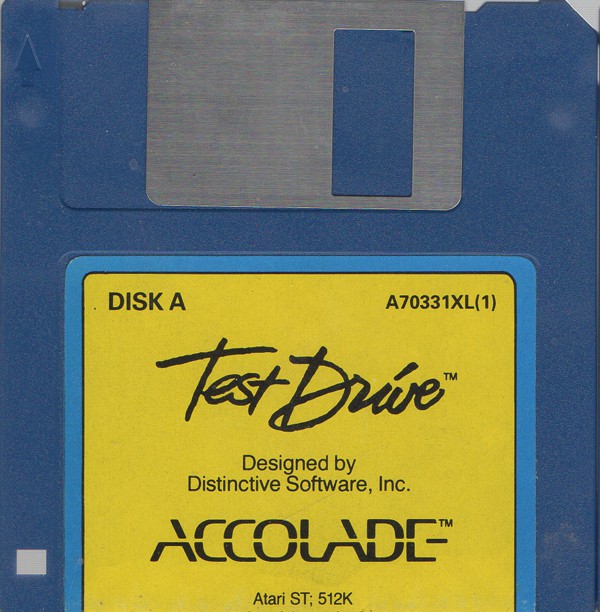 DISK A A70331XL(1)
Test Drive™
Designed by
Distinctive Software, Inc.
ACCOLADE™
Atari ST; 512K